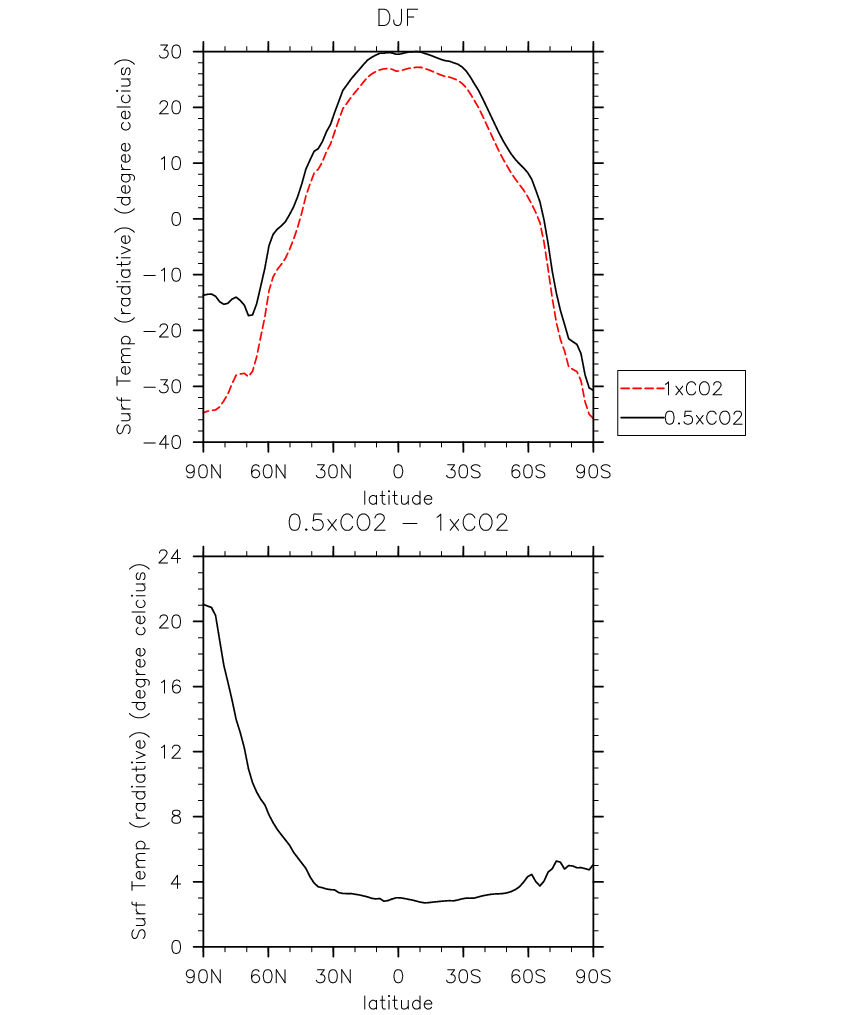 DJF
Surf Temp (radiative) (degree celcius)
30
20
10
0
−10
−20
−30
−40
90N 60N 30N 0 30S 60S 90S
latitude
1xCO2
0.5xCO2
0.5xCO2 − 1xCO2
Surf Temp (radiative) (degree celcius)
24
20
16
12
8
4
0
90N 60N 30N 0 30S 60S 90S
latitude